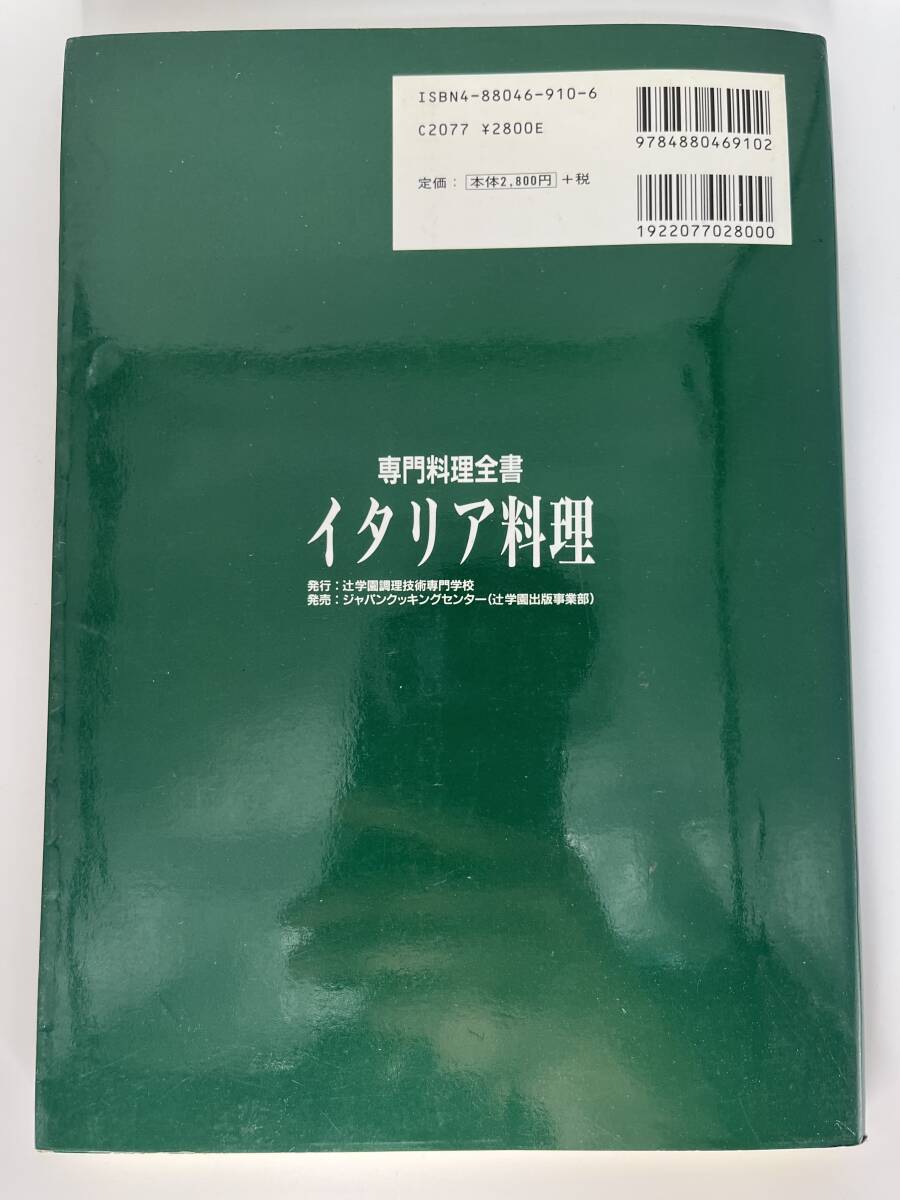 ISBN4-88046-910-6
C2077 ¥2800E
定価： 本体2,800円 +税
9784880469102
1922077028000
専門料理全書
イタリア料理
発行：辻学園調理技術専門学校
発売：ジャパンクッキングセンター（辻学園出版事業部）